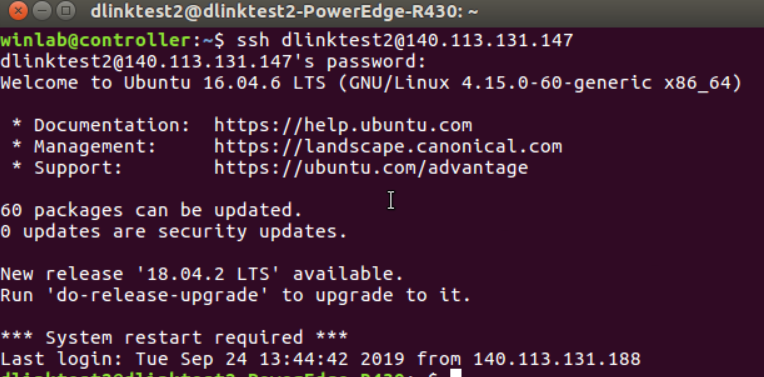 dlinktest2@dlinktest2-PowerEdge-R430: ~
winlab@controller:~$ ssh dlinktest2@140.113.131.147
dlinktest2@140.113.131.147's password:
Welcome to Ubuntu 16.04.6 LTS (GNU/Linux 4.15.0-60-generic x86_64)
* Documentation:  https://help.ubuntu.com
* Management:     https://landscape.canonical.com
* Support:        https://ubuntu.com/advantage
60 packages can be updated.
0 updates are security updates.
New release '18.04.2 LTS' available.
Run 'do-release-upgrade' to upgrade to it.
*** System restart required ***
Last login: Tue Sep 24 13:44:42 2019 from 140.113.131.188
dlinktest2@dlinktest2-PowerEdge-R430:~$